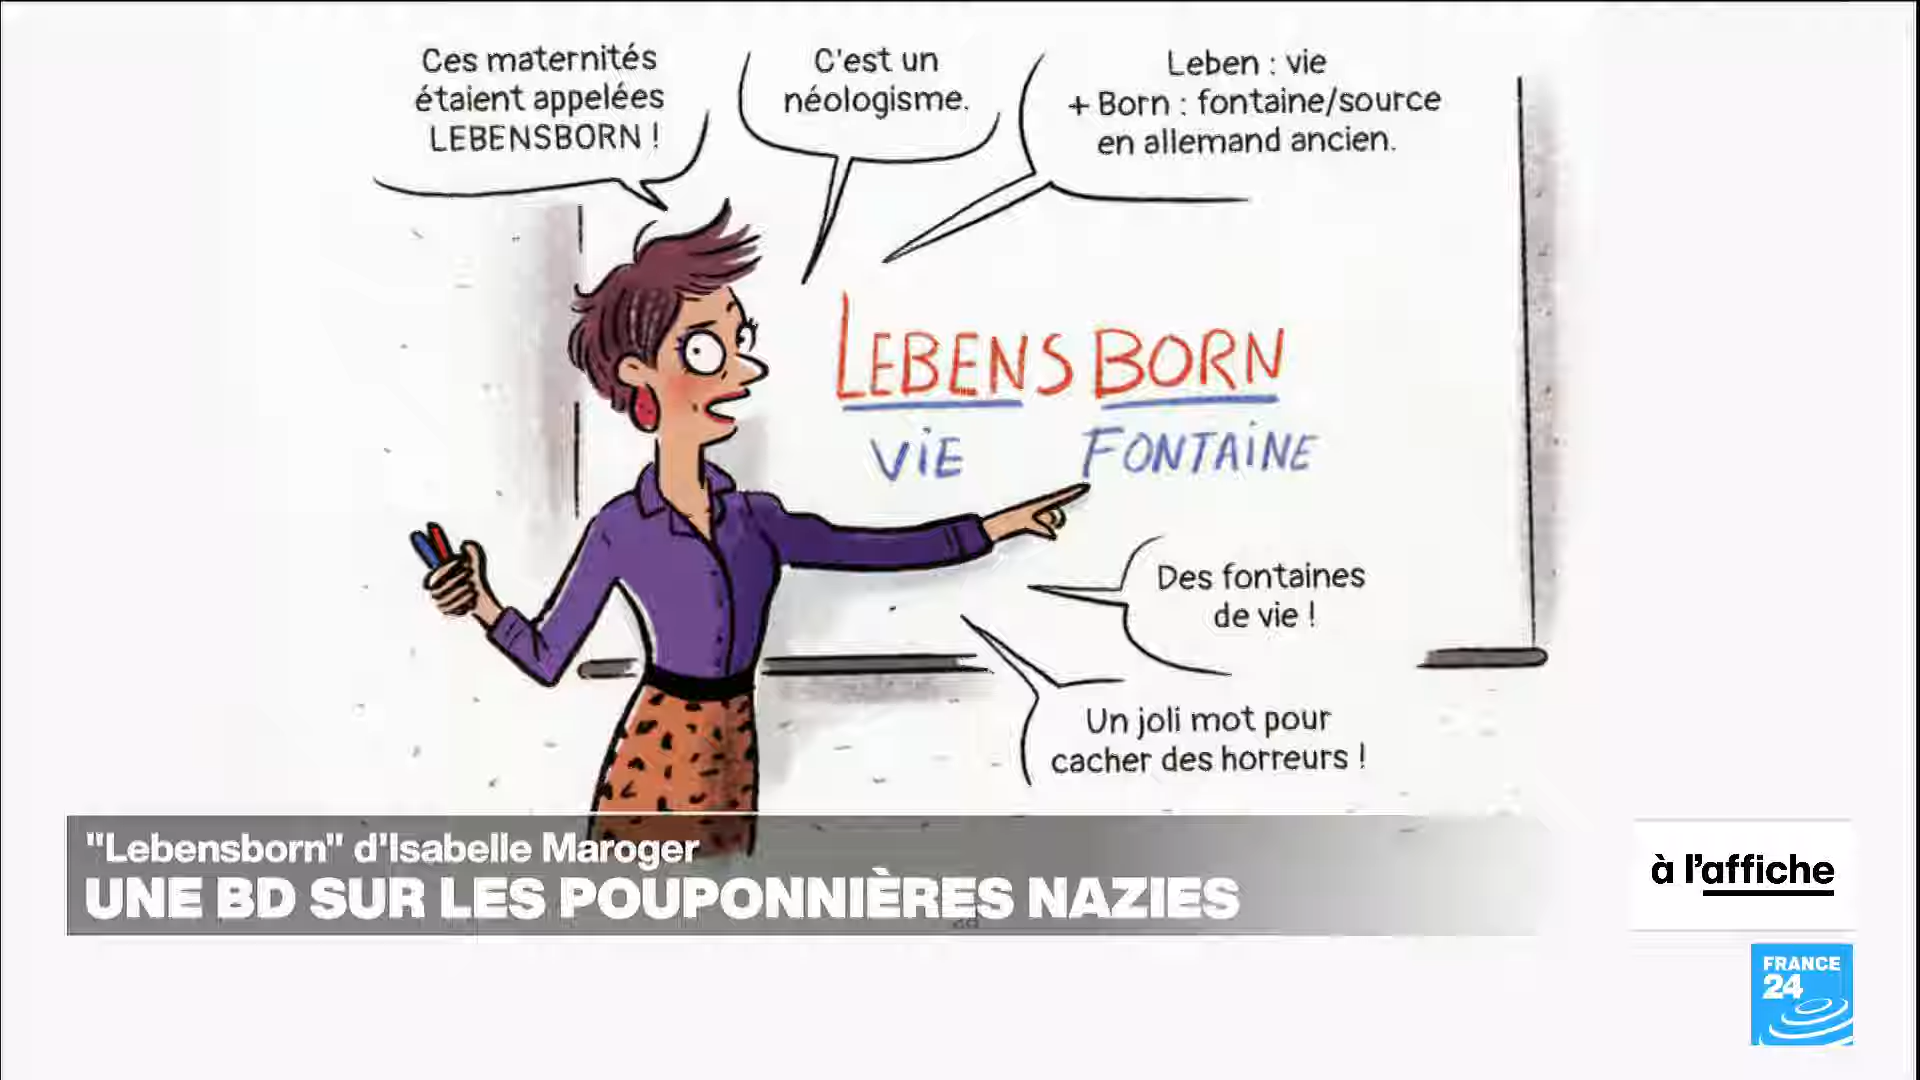 Ces maternités
étaient appelées
LEBENSBORN !
C'est un
néologisme.
Leben : vie
+ Born : fontaine/source
en allemand ancien.
LEBENSBORN
ViE FONTAiNE
Des fontaines
de vie !
Un joli mot pour
cacher des horreurs !
"Lebensborn" d'Isabelle Maroger
UNE BD SUR LES POUPONNIÈRES NAZIES
à l'affiche
FRANCE
24